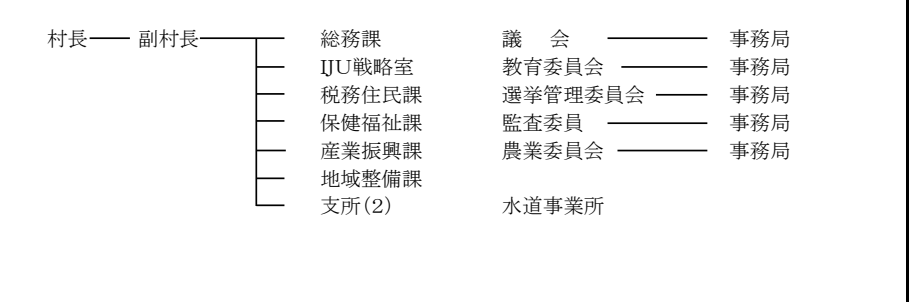 村長 副村長 総務課 議 会 事務局
IJU戦略室 教育委員会 事務局
税務住民課 選挙管理委員会 事務局
保健福祉課 監査委員 事務局
産業振興課 農業委員会 事務局
地域整備課
支所(2) 水道事業所